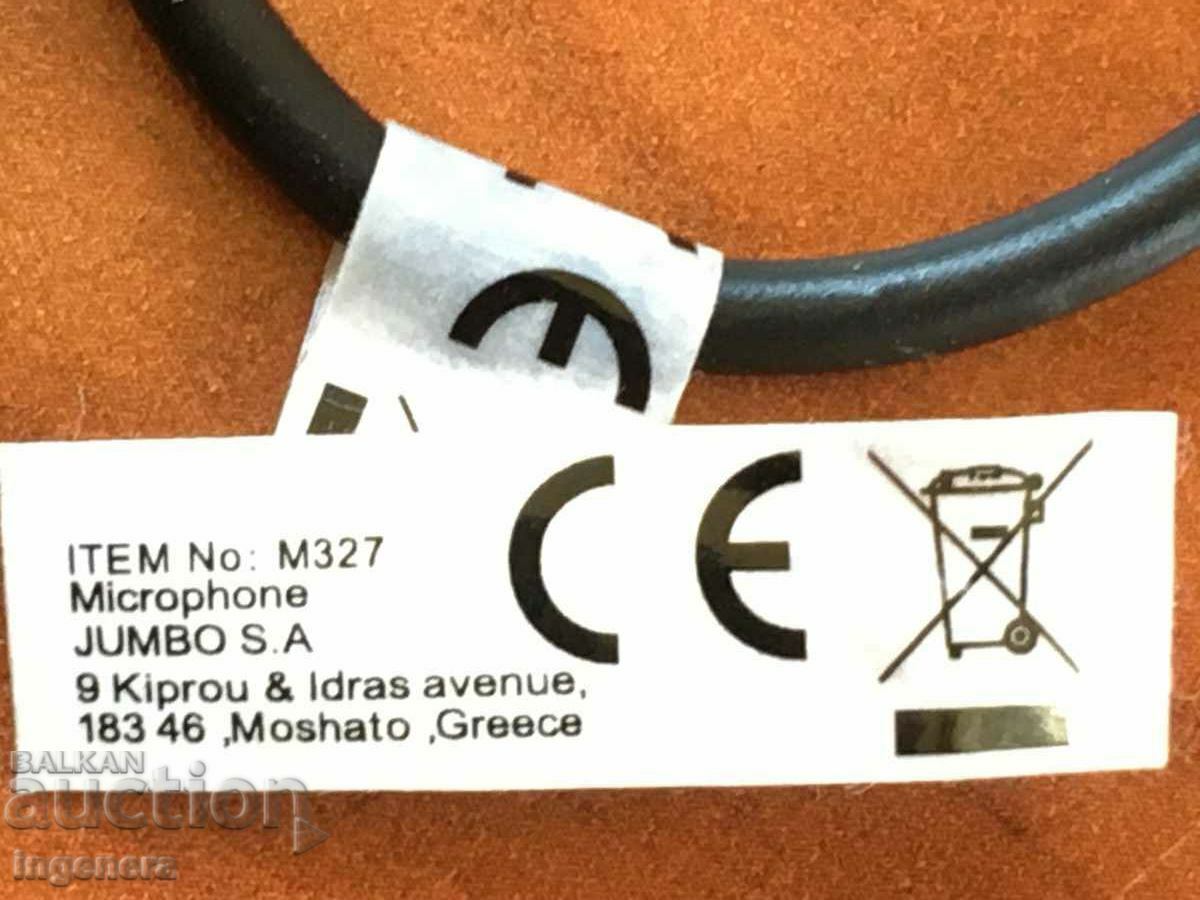 CE
ITEM No: M327
Microphone
JUMBO S.A
9 Kiprou & Idras avenue,
183 46 ,Moshato ,Greece
BALKAN
auction
ingenera